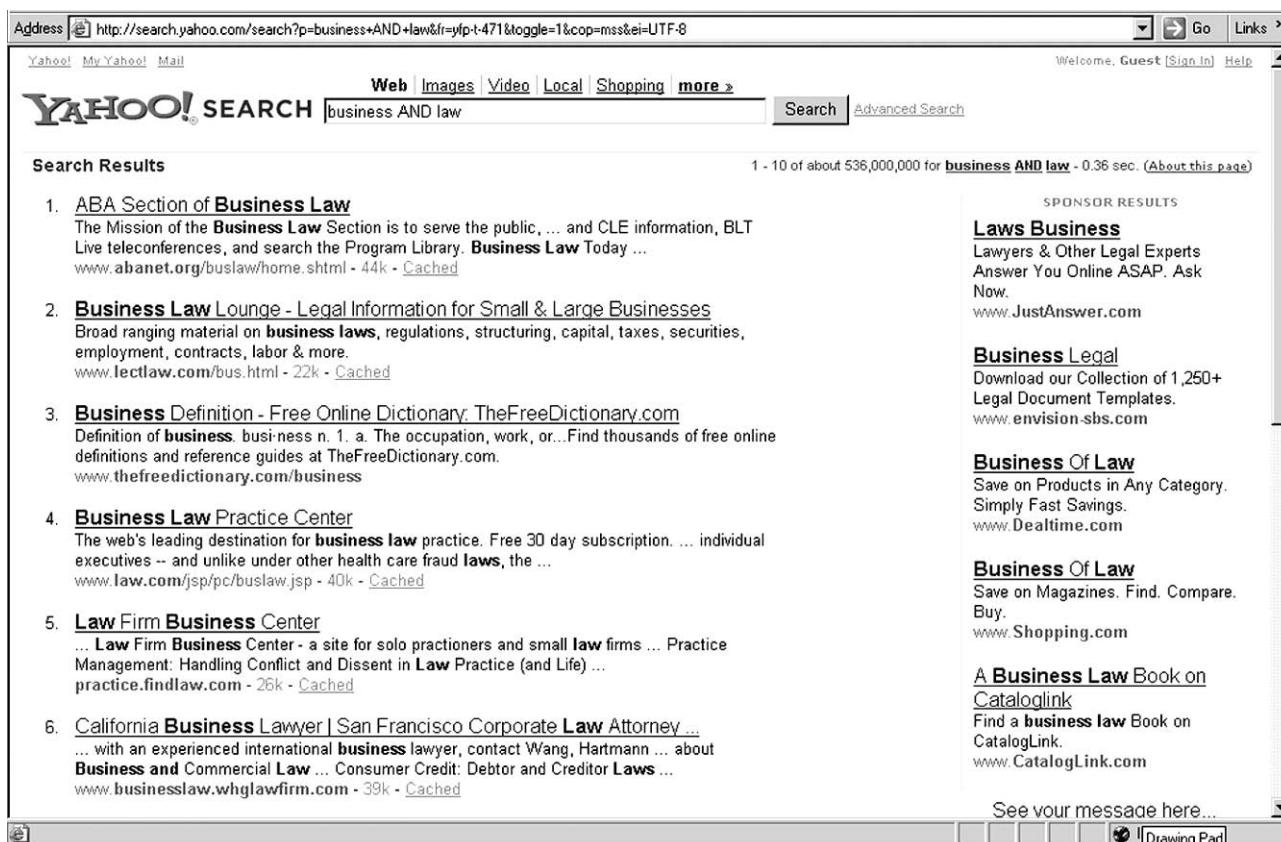 Address http://search.yahoo.com/search?p=business+AND+law&fr=yfp-t-471&toggle=1&cop=mss&ei=UTF-8 Go Links
Yahoo! My Yahoo! Mail Welcome, Guest [Sign In] Help
Web Images Video Local Shopping more »
YAHOO! SEARCH business AND law Search Advanced Search
Search Results 1 - 10 of about 536,000,000 for business AND law - 0.36 sec. (About this page)
1. ABA Section of Business Law
The Mission of the Business Law Section is to serve the public, ... and CLE information, BLT
Live teleconferences, and search the Program Library. Business Law Today ...
www.abanet.org/buslaw/home.shtml - 44k - Cached
2. Business Law Lounge - Legal Information for Small & Large Businesses
Broad ranging material on business laws, regulations, structuring, capital, taxes, securities,
employment, contracts, labor & more.
www.lectlaw.com/bus.html - 22k - Cached
3. Business Definition - Free Online Dictionary: TheFreeDictionary.com
Definition of business. busi·ness n. 1. a. The occupation, work, or...Find thousands of free online
definitions and reference guides at TheFreeDictionary.com.
www.thefreedictionary.com/business
4. Business Law Practice Center
The web's leading destination for business law practice. Free 30 day subscription. ... individual
executives -- and unlike under other health care fraud laws, the ...
www.law.com/jsp/pc/buslaw.jsp - 40k - Cached
5. Law Firm Business Center
... Law Firm Business Center - a site for solo practioners and small law firms ... Practice
Management: Handling Conflict and Dissent in Law Practice (and Life) ...
practice.findlaw.com - 26k - Cached
6. California Business Lawyer | San Francisco Corporate Law Attorney ...
... with an experienced international business lawyer, contact Wang, Hartmann ... about
Business and Commercial Law ... Consumer Credit: Debtor and Creditor Laws ...
www.businesslaw.whglawfirm.com - 39k - Cached
SPONSOR RESULTS
Laws Business
Lawyers & Other Legal Experts
Answer You Online ASAP. Ask
Now.
www.JustAnswer.com
Business Legal
Download our Collection of 1,250+
Legal Document Templates.
www.envision-sbs.com
Business Of Law
Save on Products in Any Category.
Simply Fast Savings.
www.Dealtime.com
Business Of Law
Save on Magazines. Find. Compare.
Buy.
www.Shopping.com
A Business Law Book on
Cataloglink
Find a business law Book on
CatalogLink.
www.CatalogLink.com
See your message here...
Drawing Pad